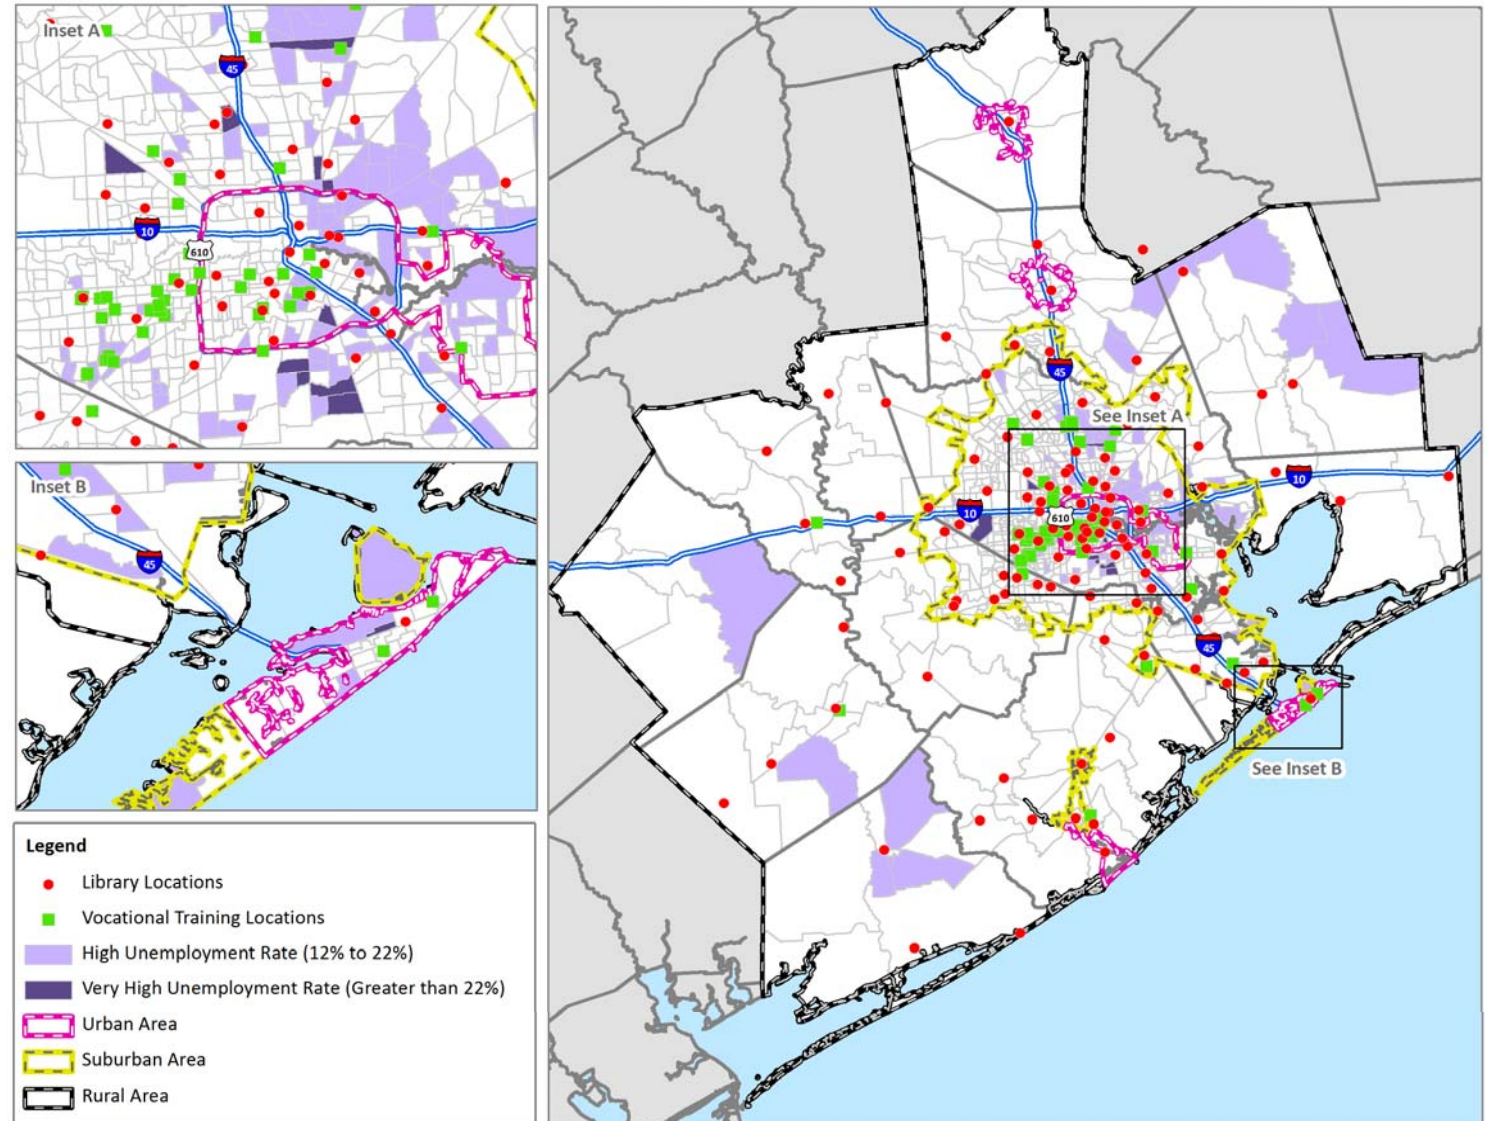 Inset A
45
10
610
Inset B
45
Legend
Library Locations
Vocational Training Locations
High Unemployment Rate (12% to 22%)
Very High Unemployment Rate (Greater than 22%)
Urban Area
Suburban Area
Rural Area
45
See Inset A
10
10
610
45
See Inset B